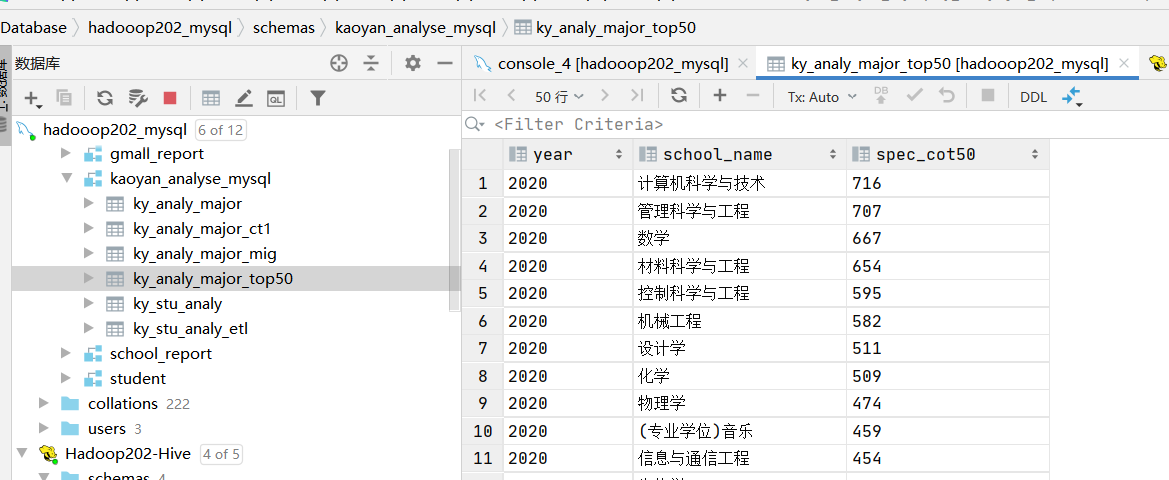 Database 〉 hadooop202_mysql 〉 schemas 〉 kaoyan_analyse_mysql 〉 ky_analy_major_top50
数据库
console_4 [hadooop202_mysql]
ky_analy_major_top50 [hadooop202_mysql]
50 行
Tx: Auto
DB
DDL
QL
hadooop202_mysql 6 of 12
gmall_report
kaoyan_analyse_mysql
ky_analy_major
ky_analy_major_ct1
ky_analy_major_mig
ky_analy_major_top50
ky_stu_analy
ky_stu_analy_etl
school_report
student
collations 222
users 3
Hadoop202-Hive 4 of 5
schemas 4
<Filter Criteria>
year school_name spec_cot50
1 2020 计算机科学与技术 716
2 2020 管理科学与工程 707
3 2020 数学 667
4 2020 材料科学与工程 654
5 2020 控制科学与工程 595
6 2020 机械工程 582
7 2020 设计学 511
8 2020 化学 509
9 2020 物理学 474
10 2020 (专业学位)音乐 459
11 2020 信息与通信工程 454